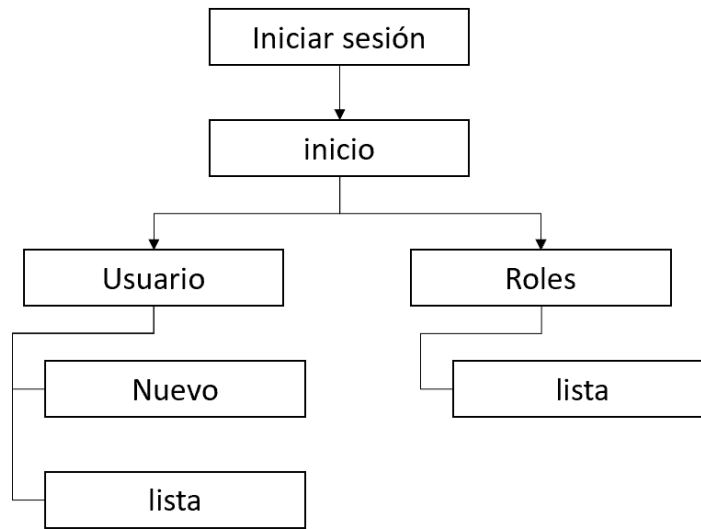 Iniciar sesión
inicio
Usuario
Roles
Nuevo
lista
lista